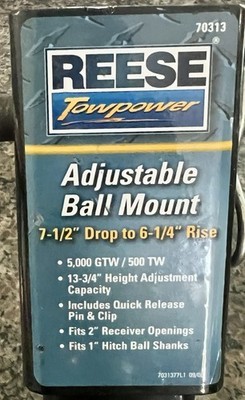 70313
REESE
Towpower
Adjustable
Ball Mount
7-1/2" Drop to 6-1/4" Rise
• 5,000 GTW / 500 TW
• 13-3/4" Height Adjustment
Capacity
• Includes Quick Release
Pin & Clip
• Fits 2" Receiver Openings
• Fits 1" Hitch Ball Shanks